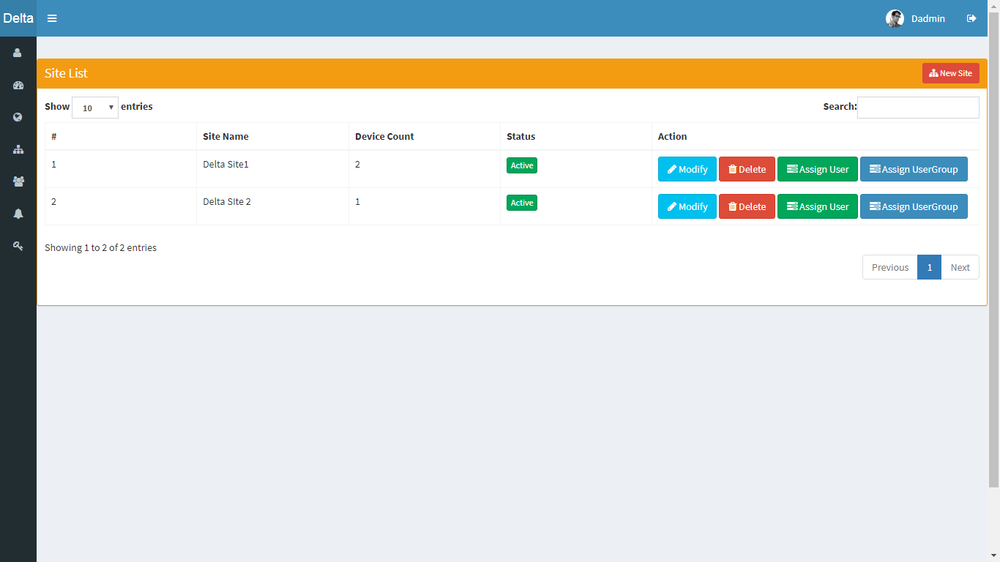 Delta
Dadmin
Site List
New Site
Show 10 entries
Search:
# Site Name Device Count Status Action
1 Delta Site1 2 Active Modify Delete Assign User Assign UserGroup
2 Delta SIte 2 1 Active Modify Delete Assign User Assign UserGroup
Showing 1 to 2 of 2 entries
Previous 1 Next